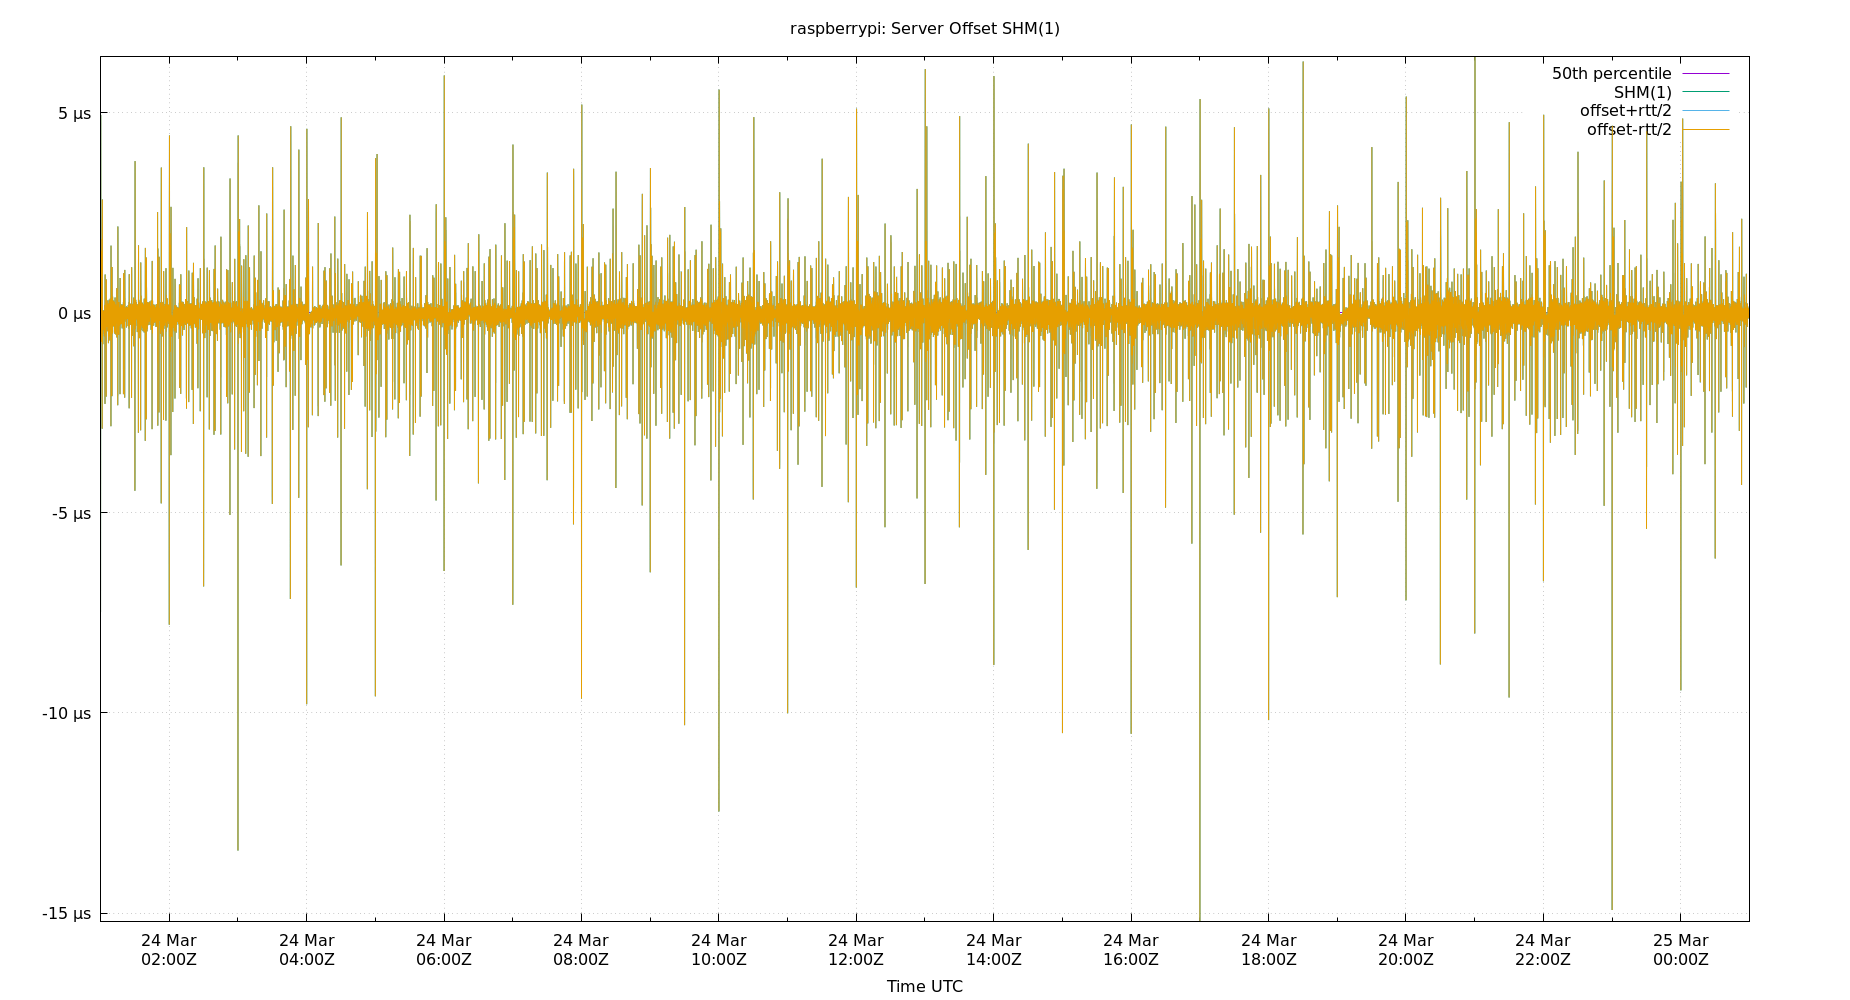 raspberrypi: Server Offset SHM(1)
50th percentile
SHM(1)
offset+rtt/2
offset-rtt/2
5 µs
0 µs
-5 µs
-10 µs
-15 µs
24 Mar 24 Mar 24 Mar 24 Mar 24 Mar 24 Mar 24 Mar 24 Mar 24 Mar 24 Mar 24 Mar 25 Mar
02:00Z 04:00Z 06:00Z 08:00Z 10:00Z 12:00Z 14:00Z 16:00Z 18:00Z 20:00Z 22:00Z 00:00Z
Time UTC